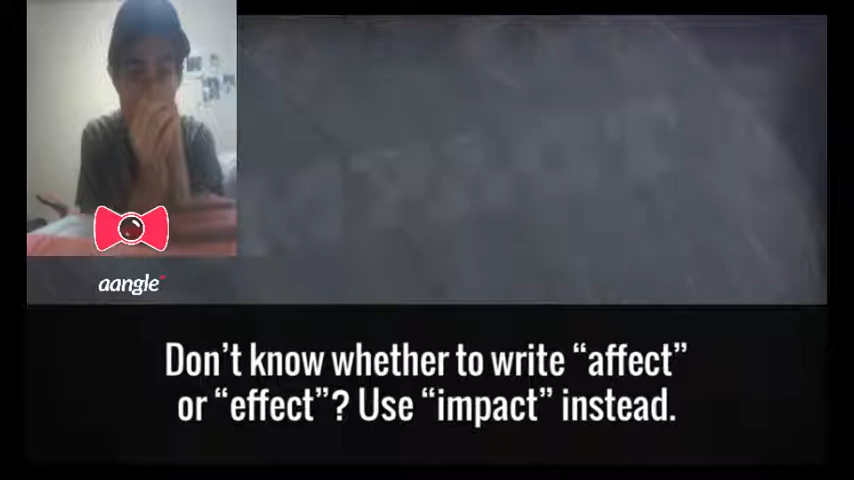 aangle
Don't know whether to write “affect”
or “effect”? Use “impact” instead.